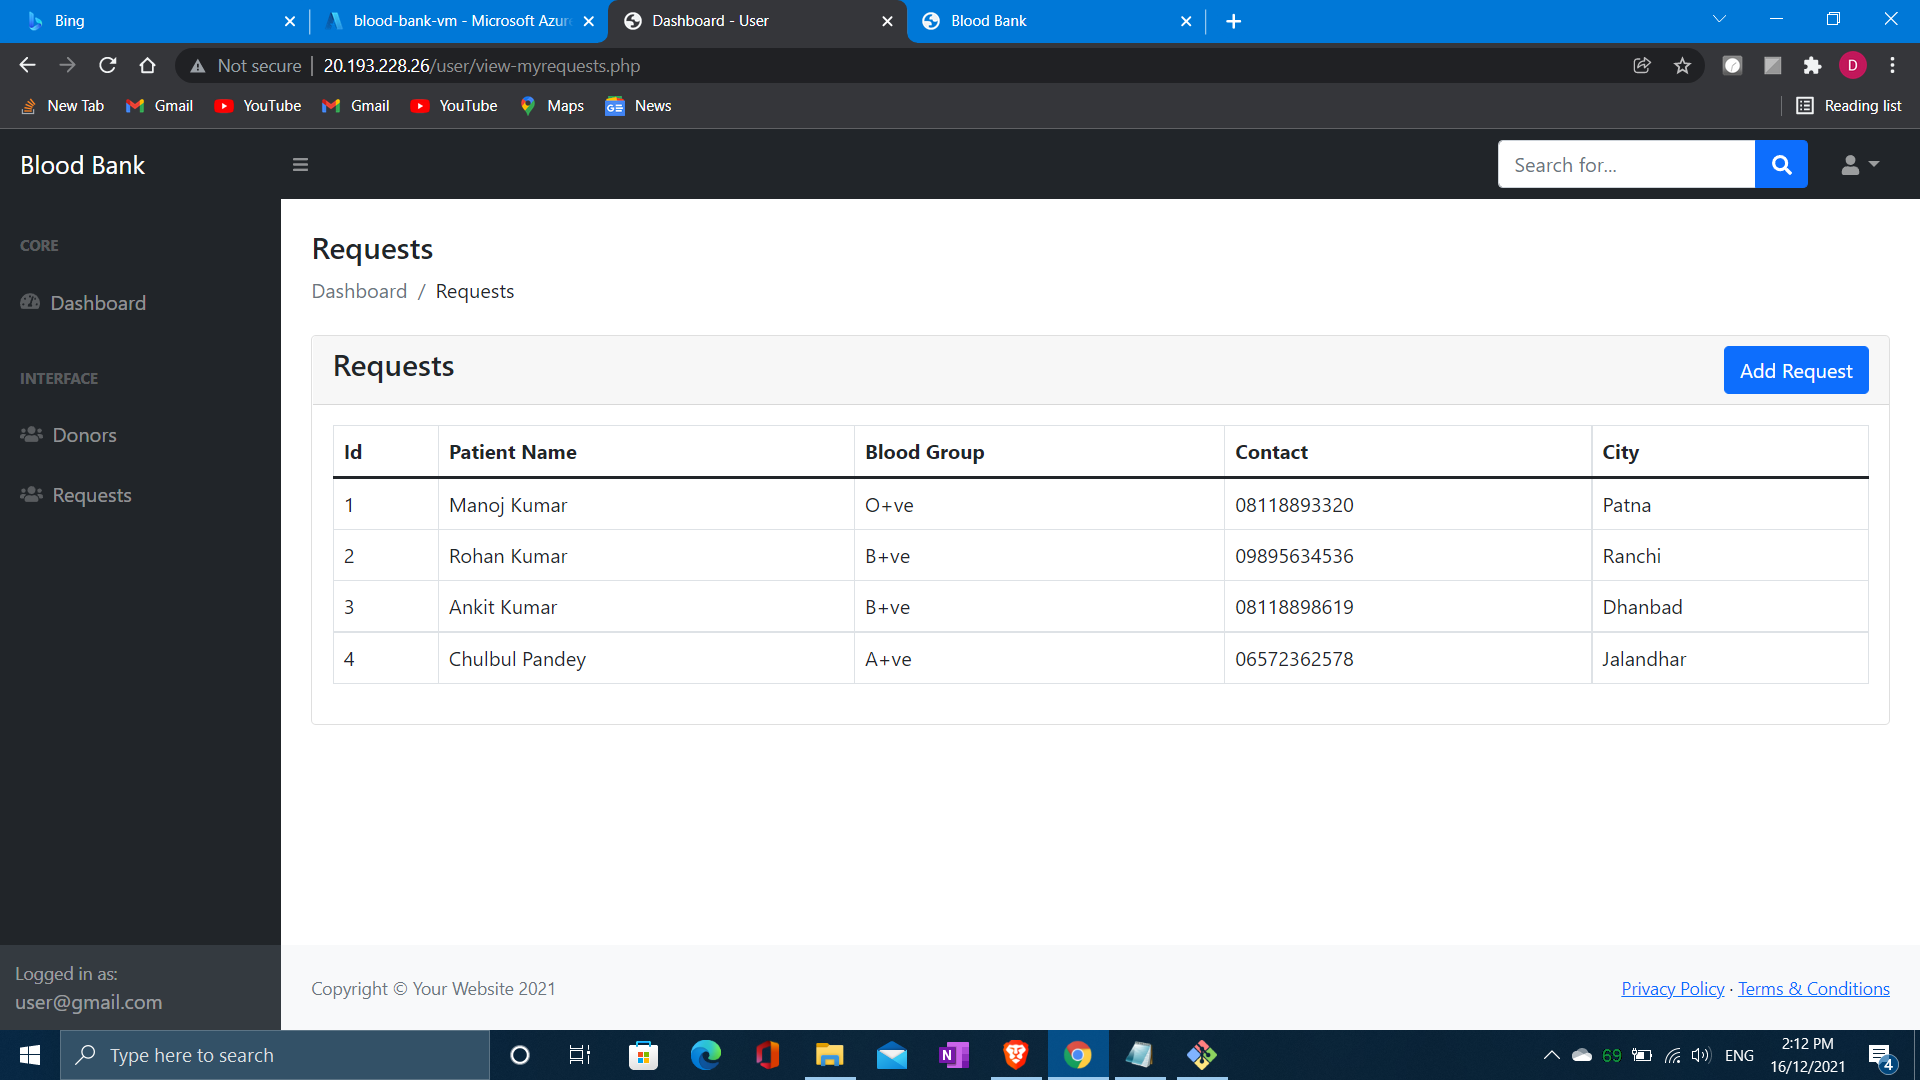 Bing
blood-bank-vm - Microsoft Azur
Dashboard - User
Blood Bank
Not secure
20.193.228.26/user/view-myrequests.php
D
New Tab
Gmail
YouTube
Gmail
YouTube
Maps
News
Reading list
Blood Bank
Search for...
CORE
Dashboard
INTERFACE
Donors
Requests
Requests
Dashboard / Requests
Requests
Add Request
Id Patient Name Blood Group Contact City
1 Manoj Kumar O+ve 08118893320 Patna
2 Rohan Kumar B+ve 09895634536 Ranchi
3 Ankit Kumar B+ve 08118898619 Dhanbad
4 Chulbul Pandey A+ve 06572362578 Jalandhar
Logged in as:
user@gmail.com
Copyright © Your Website 2021
Privacy Policy · Terms & Conditions
Type here to search
69
ENG
2:12 PM
16/12/2021
4